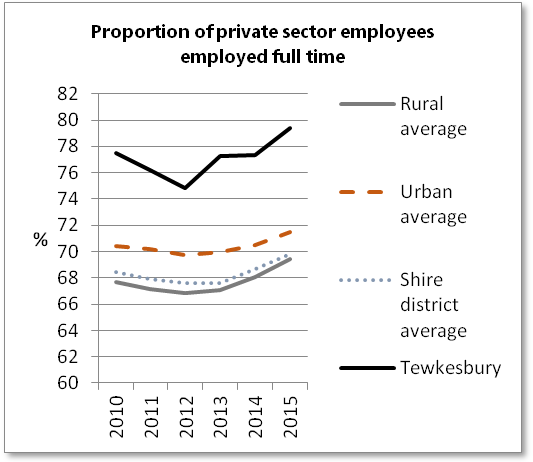 Proportion of private sector employees
employed full time
82
80
78
76
74
72
70
68
66
64
62
60
%
2010
2011
2012
2013
2014
2015
Rural
average
Urban
average
Shire
district
average
Tewkesbury